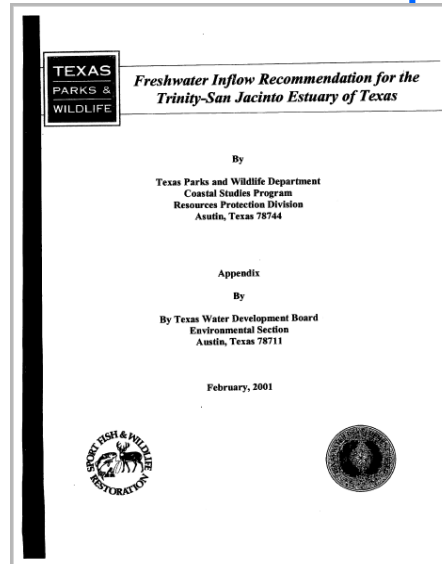 TEXAS
PARKS &
WILDLIFE
Freshwater Inflow Recommendation for the
Trinity-San Jacinto Estuary of Texas
By
Texas Parks and Wildlife Department
Coastal Studies Program
Resources Protection Division
Asutin, Texas 78744
Appendix
By
By Texas Water Development Board
Environmental Section
Austin, Texas 78711
February, 2001
SPORT FISH & WILDLIFE
RESTORATION